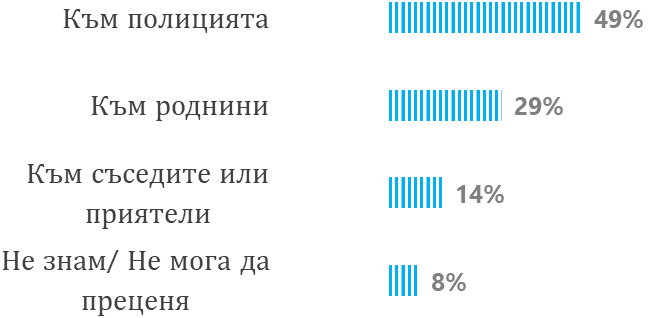 Към полицията 49%
Към роднини 29%
Към съседите или
приятели 14%
Не знам/ Не мога да
преценя 8%